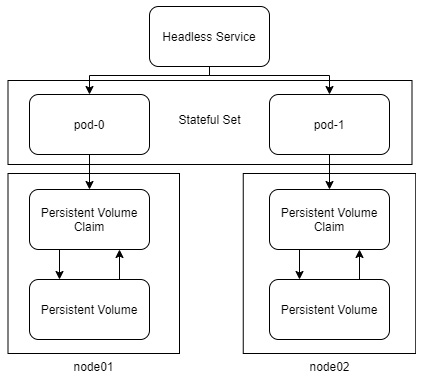 Headless Service
pod-0
Stateful Set
pod-1
Persistent Volume
Claim
Persistent Volume
Claim
Persistent Volume
Persistent Volume
node01
node02